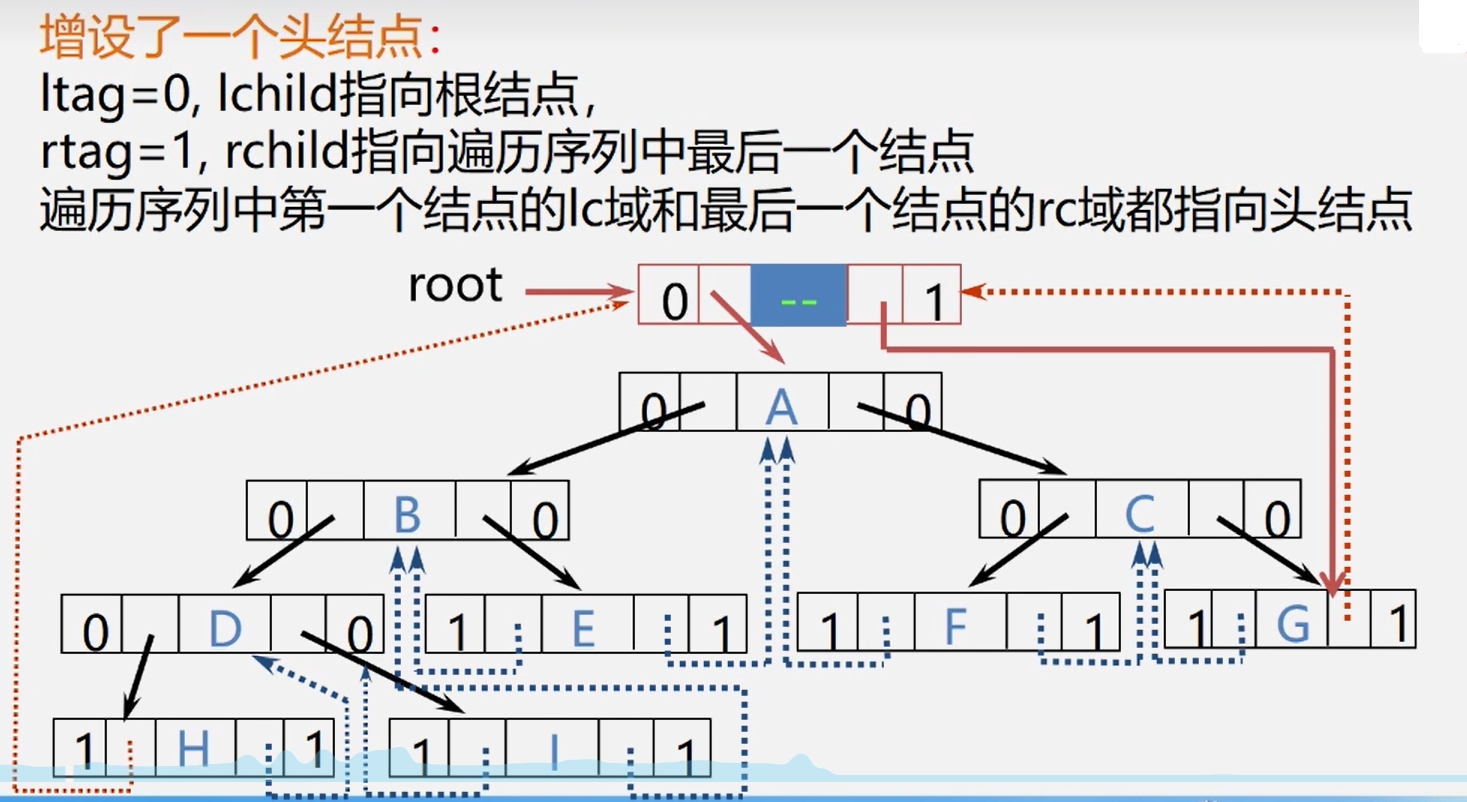 增设了一个头结点：
ltag=0, lchild指向根结点，
rtag=1, rchild指向遍历序列中最后一个结点
遍历序列中第一个结点的lc域和最后一个结点的rc域都指向头结点
root 0 -- 1
0 A 0
0 B 0 0 C 0
0 D 0 1 E 1 1 F 1 1 G 1
1 H 1 1 I 1